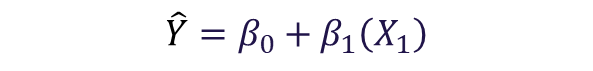 Ŷ = β₀ + β₁(X₁)